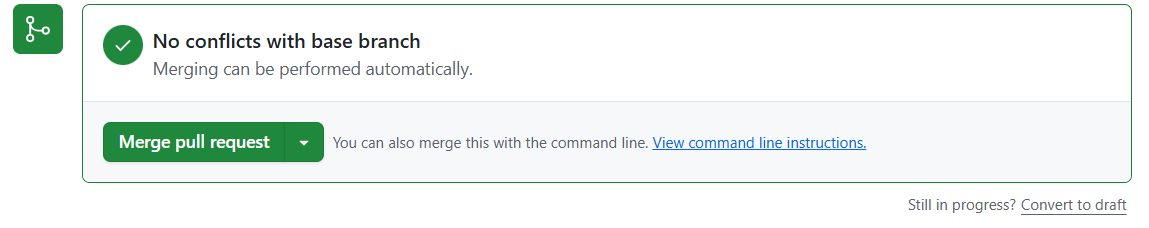 No conflicts with base branch
Merging can be performed automatically.
Merge pull request
You can also merge this with the command line. View command line instructions.
Still in progress? Convert to draft